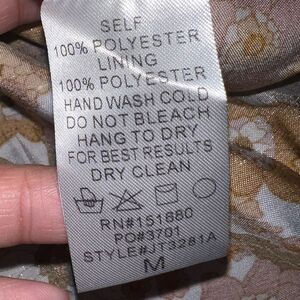 SELF
100% POLYESTER
LINING
100% POLYESTER
HAND WASH COLD
DO NOT BLEACH
HANG TO DRY
FOR BEST RESULTS
DRY CLEAN
RN#151680
PO#3701
STYLE#JT3281A
M